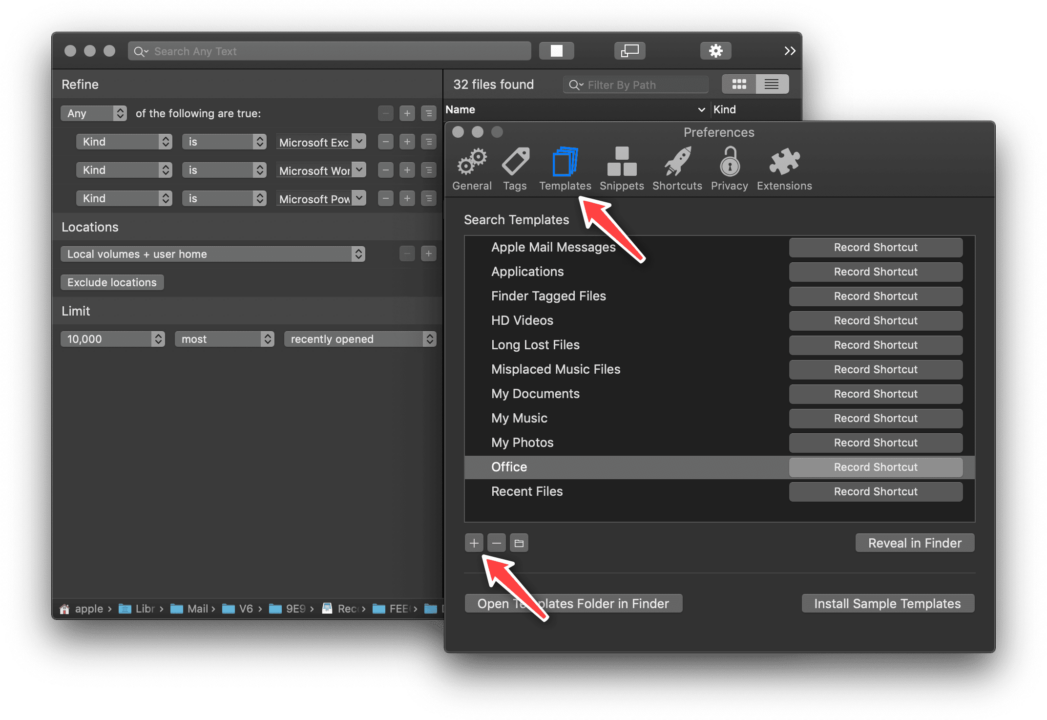 Search Any Text
Refine
Any of the following are true:
Kind is Microsoft Exc
Kind is Microsoft Wor
Kind is Microsoft Pow
Locations
Local volumes + user home
Exclude locations
Limit
10,000 most recently opened
apple › Libr › Mail › V6 › 9E9 › Rec › FEE ›
32 files found Filter By Path
Name Kind
Preferences
General Tags Templates Snippets Shortcuts Privacy Extensions
Search Templates
Apple Mail Messages Record Shortcut
Applications Record Shortcut
Finder Tagged Files Record Shortcut
HD Videos Record Shortcut
Long Lost Files Record Shortcut
Misplaced Music Files Record Shortcut
My Documents Record Shortcut
My Music Record Shortcut
My Photos Record Shortcut
Office Record Shortcut
Recent Files Record Shortcut
Reveal in Finder
Open Templates Folder in Finder Install Sample Templates